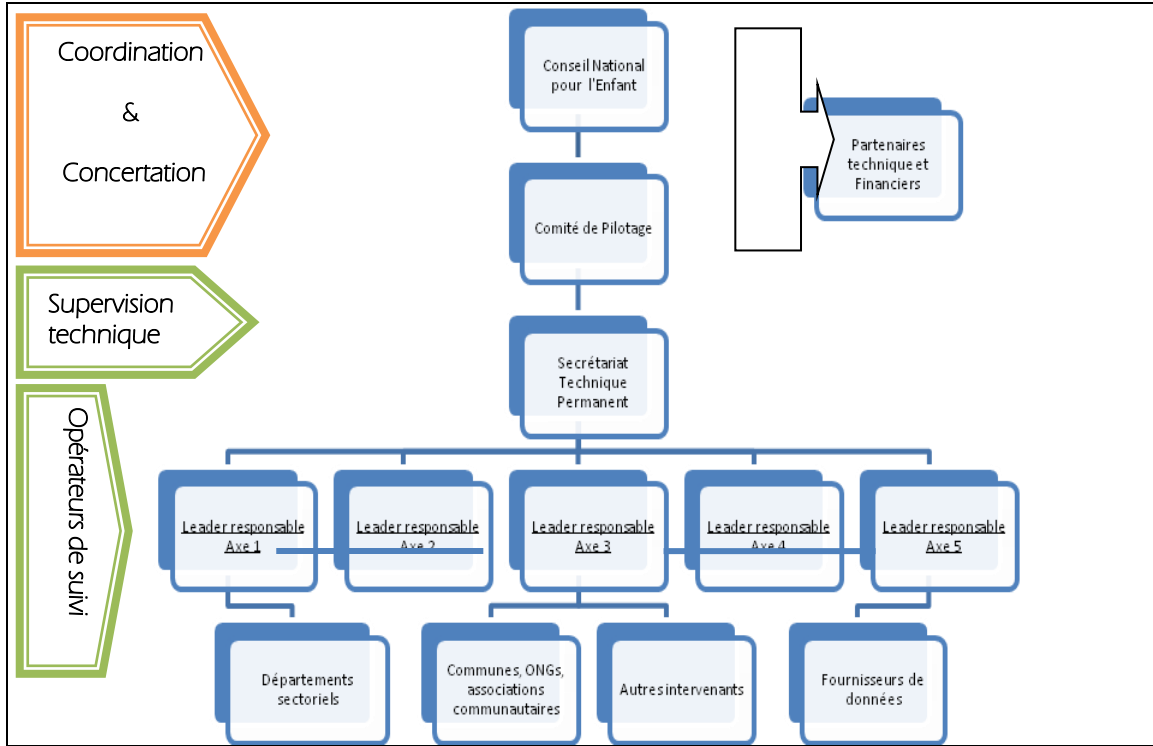 Coordination
&
Concertation
Conseil National
pour l'Enfant
Partenaires
technique et
Financiers
Comité de Pilotage
Supervision
technique
Secrétariat
Technique
Permanent
Opérateurs de suivi
Leader responsable
Axe 1
Leader responsable
Axe 2
Leader responsable
Axe 3
Leader responsable
Axe 4
Leader responsable
Axe 5
Départements
sectoriels
Communes, ONGs,
associations
communautaires
Autres intervenants
Fournisseurs de
données